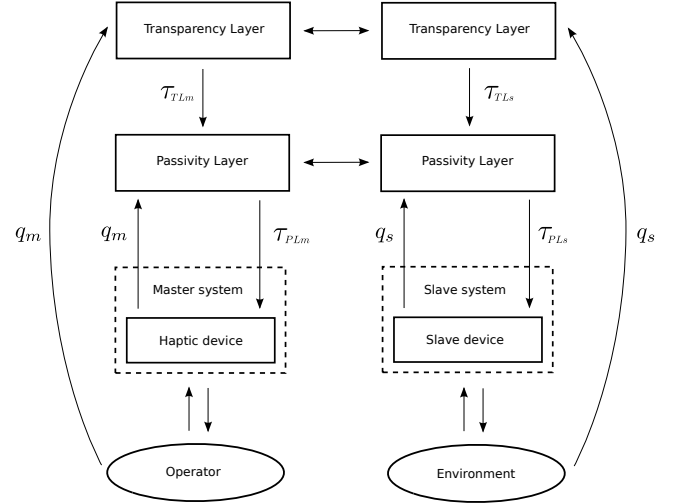 Transparency Layer Transparency Layer
τ_TLm τ_TLs
Passivity Layer Passivity Layer
q_m q_m τ_PLm q_s τ_PLs q_s
Master system Slave system
Haptic device Slave device
Operator Environment